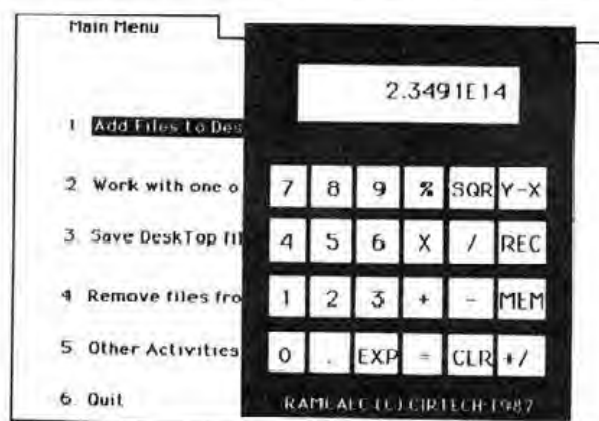 Main Menu
1 Add Files to Des
2 Work with one o
3. Save DeskTop fil
4 Remove files fro
5 Other Activities
6 Quit
2.3491E14
7 8 9 % SQR Y-X
4 5 6 X / REC
1 2 3 + - MEM
0 . EXP = CLR +/
RAMCALC (C) CIRTECH 1987